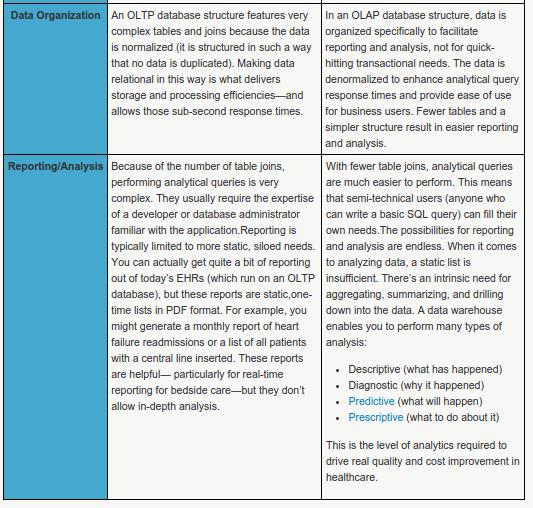 Data Organization
An OLTP database structure features very
complex tables and joins because the data
is normalized (it is structured in such a way
that no data is duplicated). Making data
relational in this way is what delivers
storage and processing efficiencies—and
allows those sub-second response times.
In an OLAP database structure, data is
organized specifically to facilitate
reporting and analysis, not for quick-
hitting transactional needs. The data is
denormalized to enhance analytical query
response times and provide ease of use
for business users. Fewer tables and a
simpler structure result in easier reporting
and analysis.
Reporting/Analysis
Because of the number of table joins,
performing analytical queries is very
complex. They usually require the expertise
of a developer or database administrator
familiar with the application.Reporting is
typically limited to more static, siloed needs.
You can actually get quite a bit of reporting
out of today's EHRs (which run on an OLTP
database), but these reports are static,one-
time lists in PDF format. For example, you
might generate a monthly report of heart
failure readmissions or a list of all patients
with a central line inserted. These reports
are helpful— particularly for real-time
reporting for bedside care—but they don't
allow in-depth analysis.
With fewer table joins, analytical queries
are much easier to perform. This means
that semi-technical users (anyone who
can write a basic SQL query) can fill their
own needs.The possibilities for reporting
and analysis are endless. When it comes
to analyzing data, a static list is
insufficient. There's an intrinsic need for
aggregating, summarizing, and drilling
down into the data. A data warehouse
enables you to perform many types of
analysis:
• Descriptive (what has happened)
• Diagnostic (why it happened)
• Predictive (what will happen)
• Prescriptive (what to do about it)
This is the level of analytics required to
drive real quality and cost improvement in
healthcare.